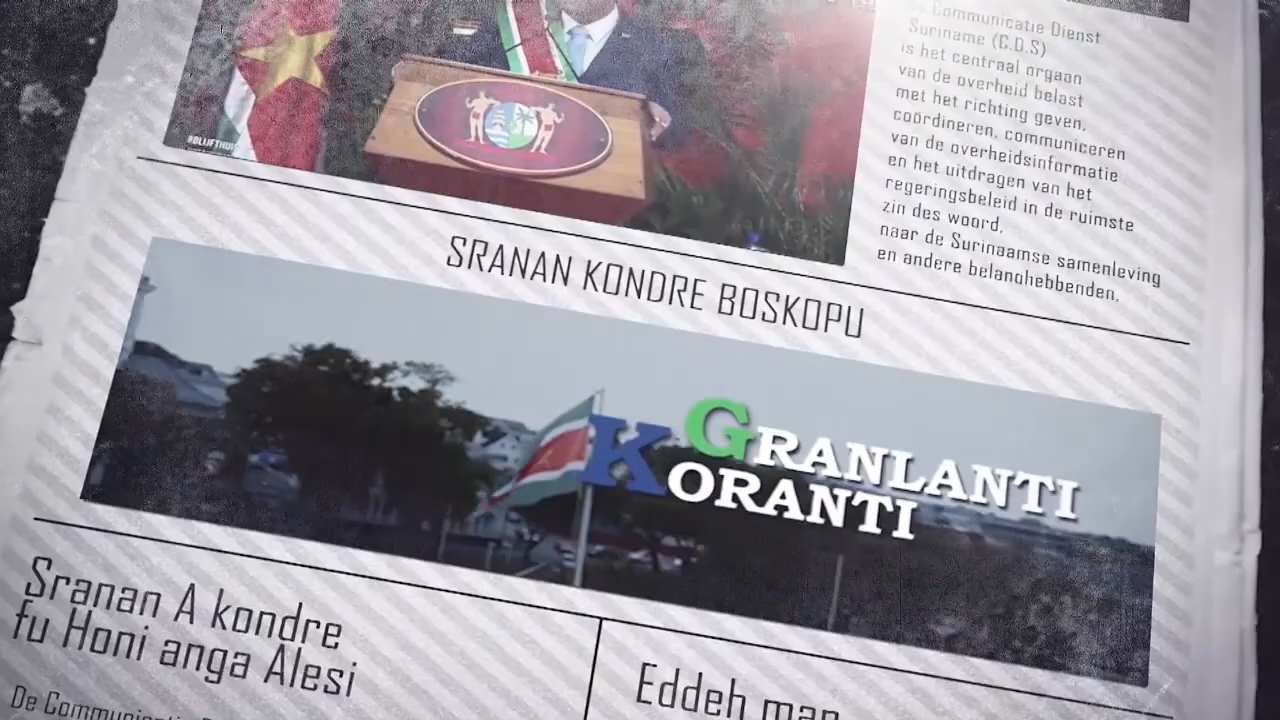 Communicatie Dienst
Suriname (C.D.S)
is het centraal orgaan
van de overheid belast
met het richting geven,
coördineren, communiceren
van de overheidsinformatie
en het uitdragen van het
regeringsbeleid in de ruimste
zin des woord.
naar de Surinaamse samenleving
en andere belanghebbenden.
SRANAN KONDRE BOSKOPU
GRANLANTI
KORANTI
Sranan A kondre
fu Honi anga Alesi
De
Eddeh man